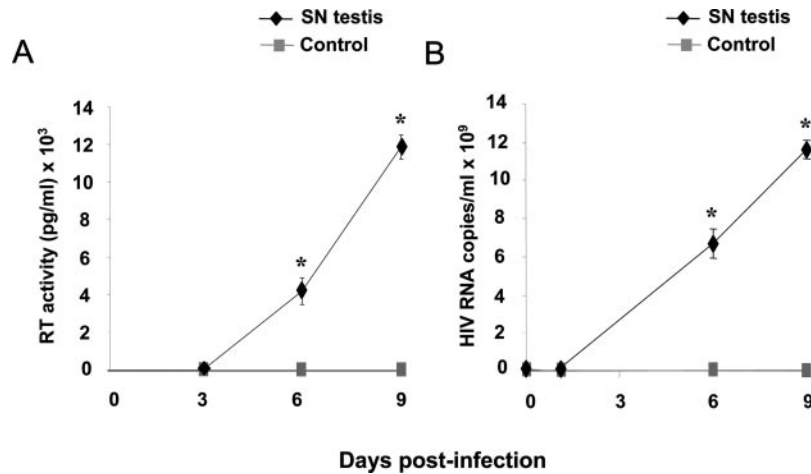 SN testis
Control
A
RT activity (pg/ml) x 10³
14
12
10
8
6
4
2
0
0 3 6 9
*
*
SN testis
Control
B
HIV RNA copies/ml x 10⁹
14
12
10
8
6
4
2
0
0 3 6 9
*
*
Days post-infection